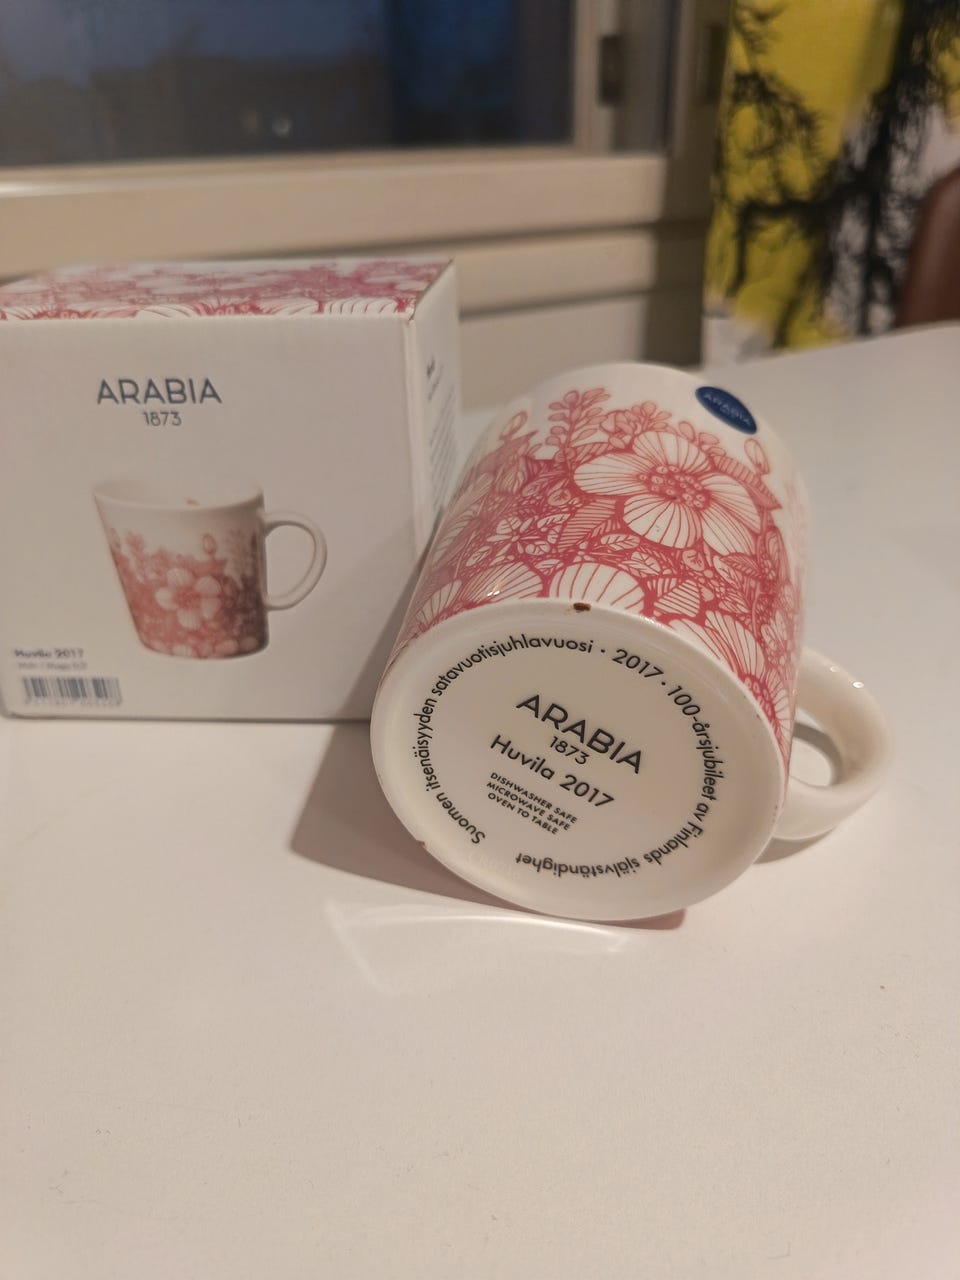 ARABIA
1873
Huvila 2017
ARABIA
Suomen itsenäisyyden satavuotisjuhlavuosi · 2017 · 100-årsjubileet av Finlands självständighet
ARABIA
1873
Huvila 2017
DISHWASHER SAFE
MICROWAVE SAFE
OVEN TO TABLE